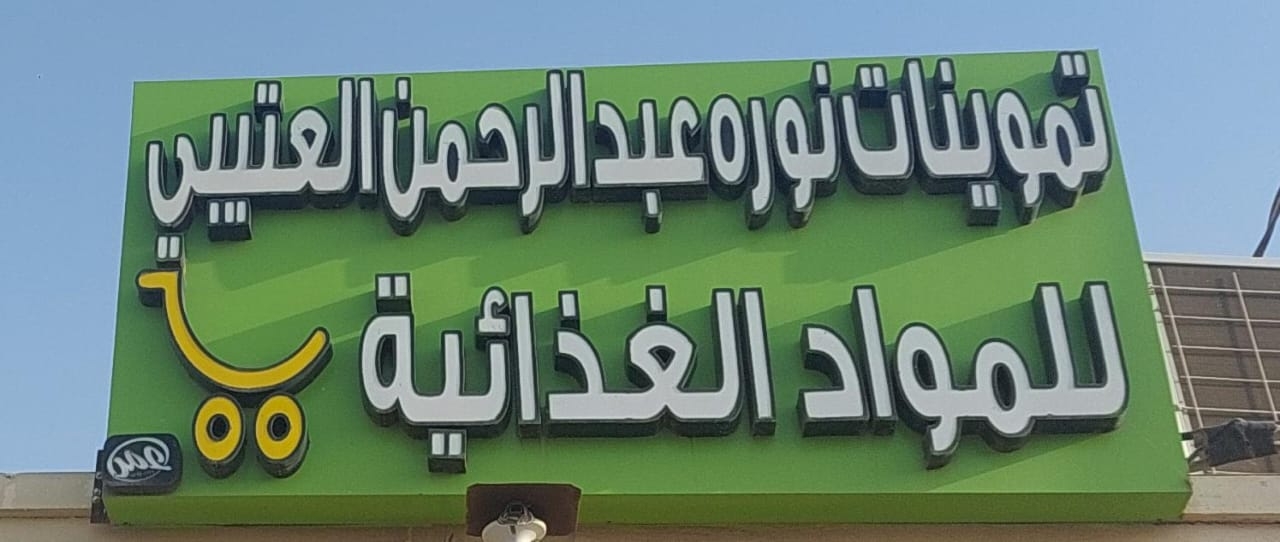 تموينات نوره عبدالرحمن العتيبي
للمواد الغذائية